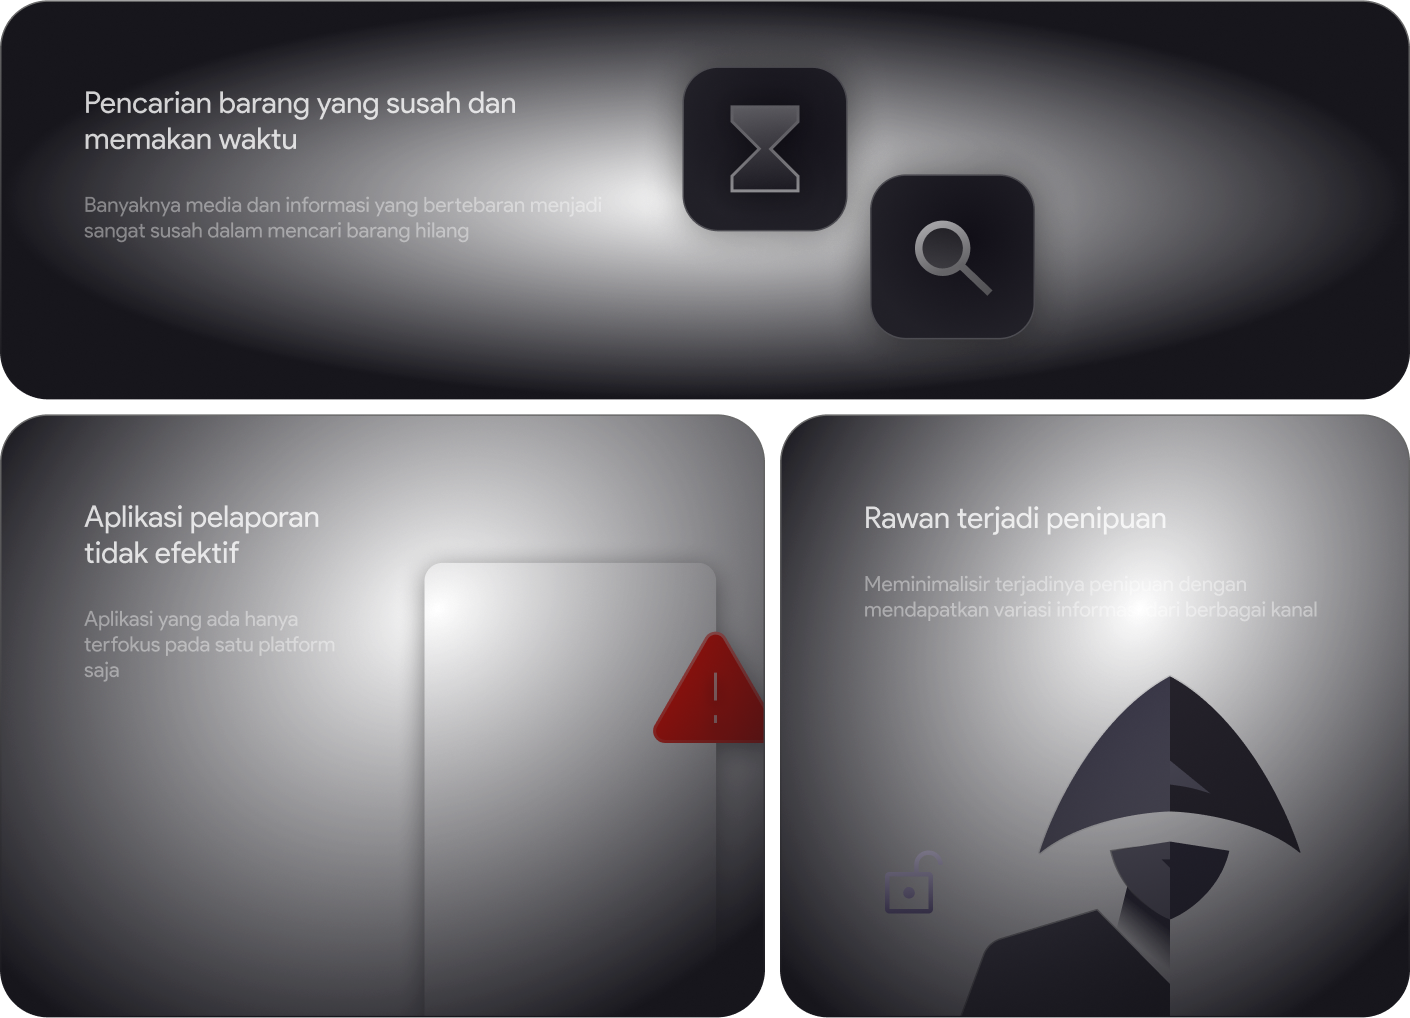 Pencarian barang yang susah dan
memakan waktu
Banyaknya media dan informasi yang bertebaran menjadi
sangat susah dalam mencari barang hilang
Aplikasi pelaporan
tidak efektif
Aplikasi yang ada hanya
terfokus pada satu platform
saja
Rawan terjadi penipuan
Meminimalisir terjadinya penipuan dengan
mendapatkan variasi informasi dari berbagai kanal